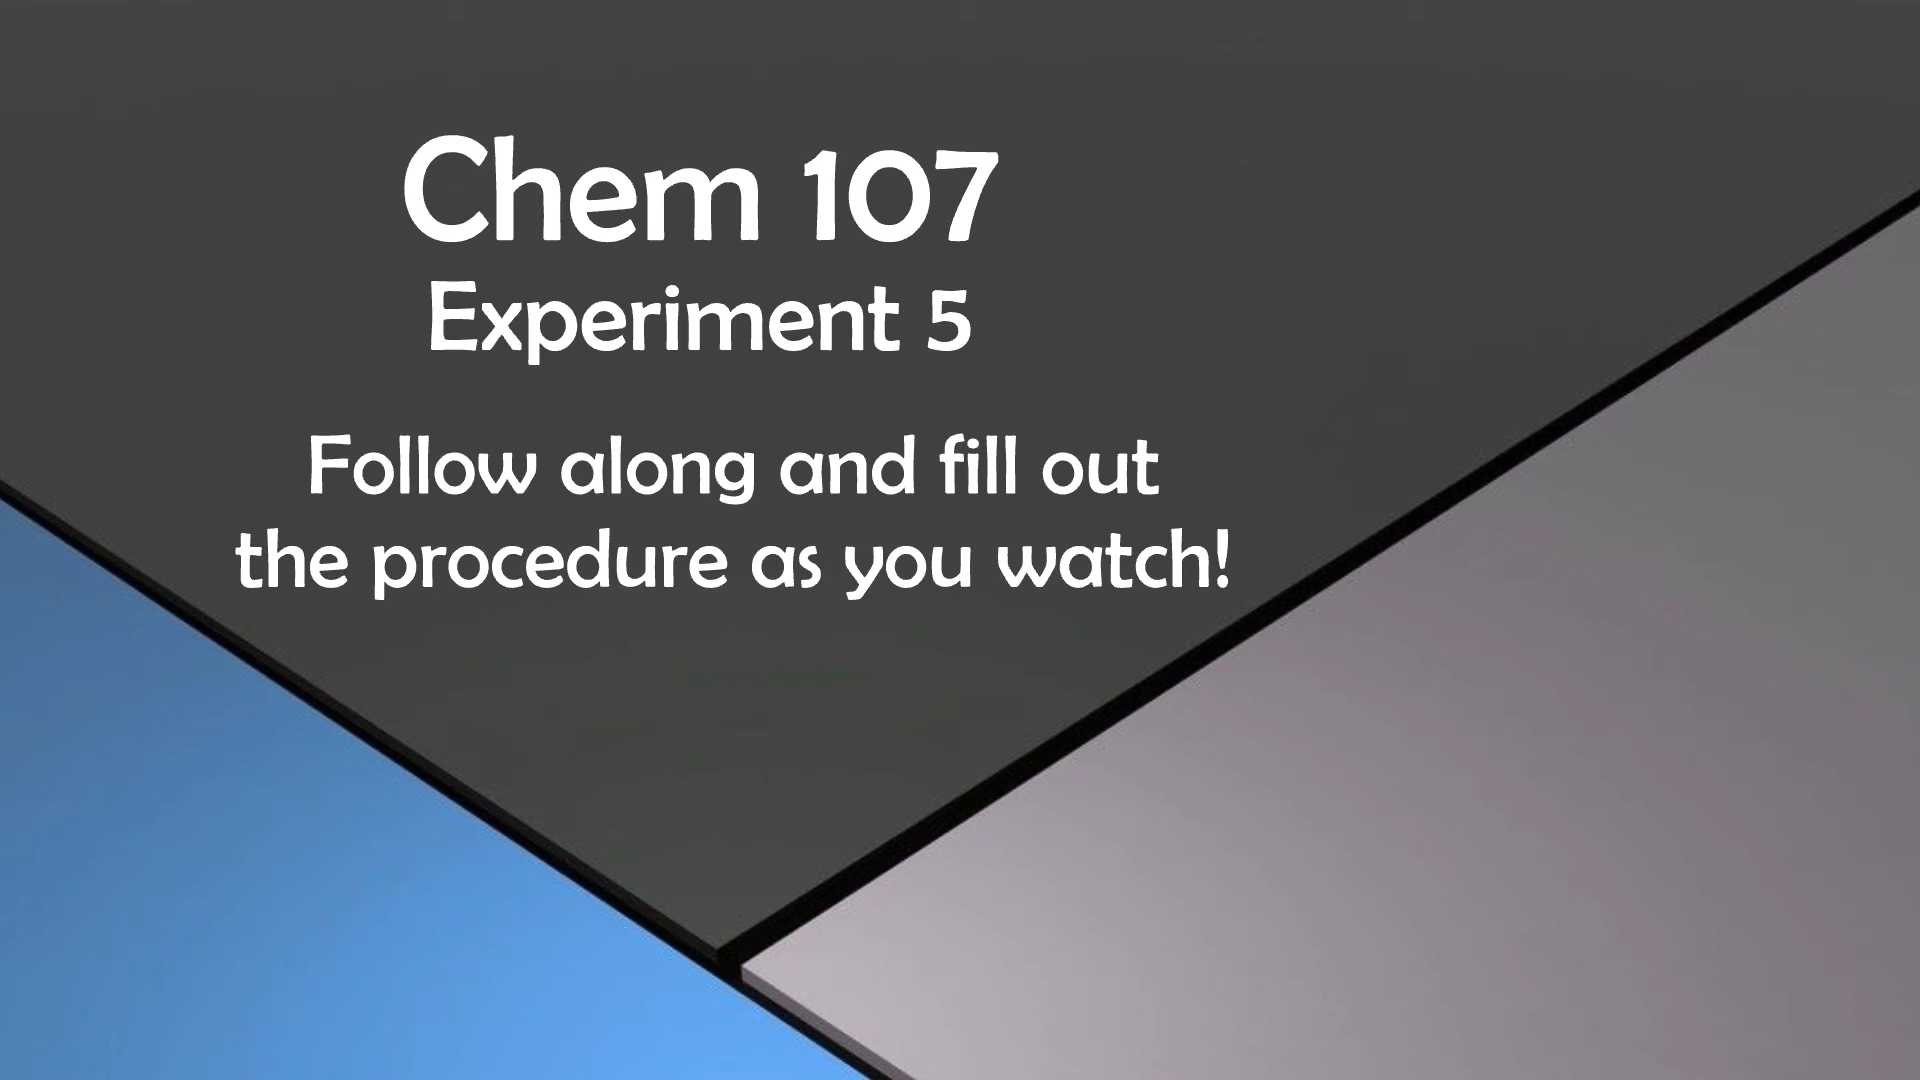 Chem 107
Experiment 5
Follow along and fill out
the procedure as you watch!